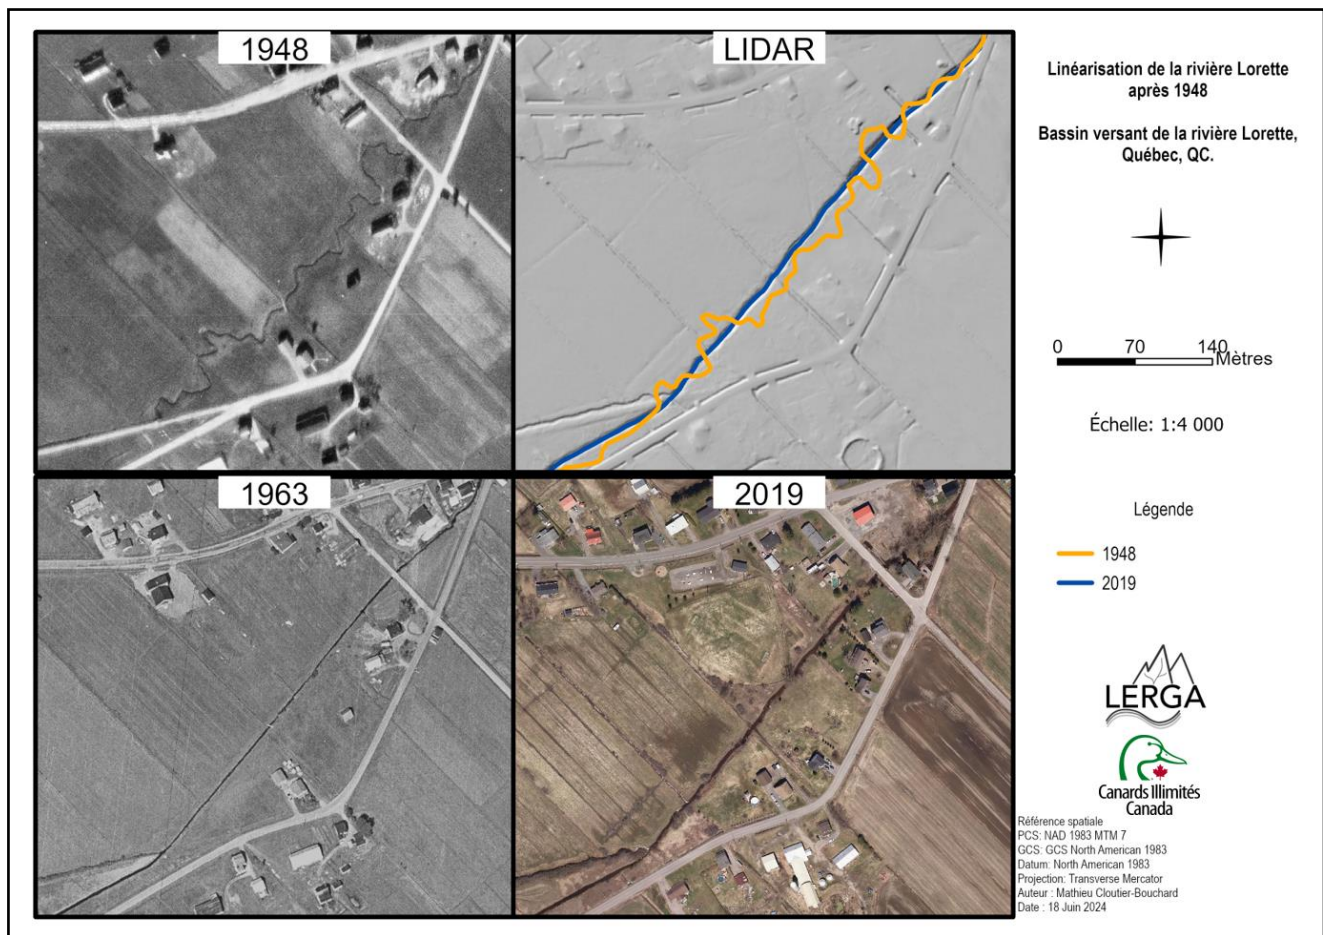 1948
LIDAR
1963
2019
Linéarisation de la rivière Lorette
après 1948
Bassin versant de la rivière Lorette,
Québec, QC.
0 70 140
Mètres
Échelle: 1:4 000
Légende
1948
2019
LERGA
Canards Illimités
Canada
Référence spatiale
PCS: NAD 1983 MTM 7
GCS: GCS North American 1983
Datum: North American 1983
Projection: Transverse Mercator
Auteur : Mathieu Cloutier-Bouchard
Date : 18 Juin 2024